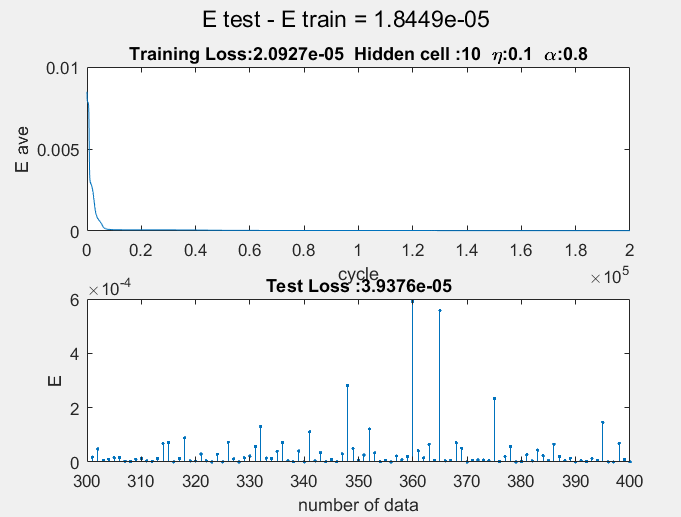 E test - E train = 1.8449e-05
Training Loss:2.0927e-05 Hidden cell :10 η:0.1 α:0.8
0.01
0.005
0
E ave
0 0.2 0.4 0.6 0.8 1 1.2 1.4 1.6 1.8 2
cycle
×10^5
Test Loss :3.9376e-05
×10^-4
6
4
2
0
E
300 310 320 330 340 350 360 370 380 390 400
number of data